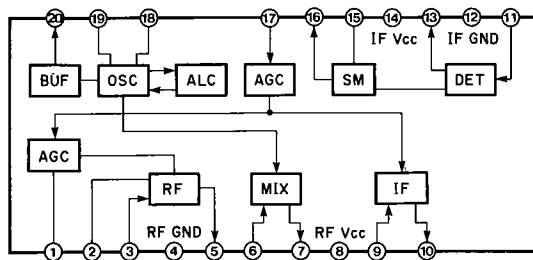 20 19 18 17 16 15 14 13 12 11
IF Vcc IF GND
BUF OSC ALC AGC SM DET
AGC
RF MIX IF
RF GND RF Vcc
1 2 3 4 5 6 7 8 9 10